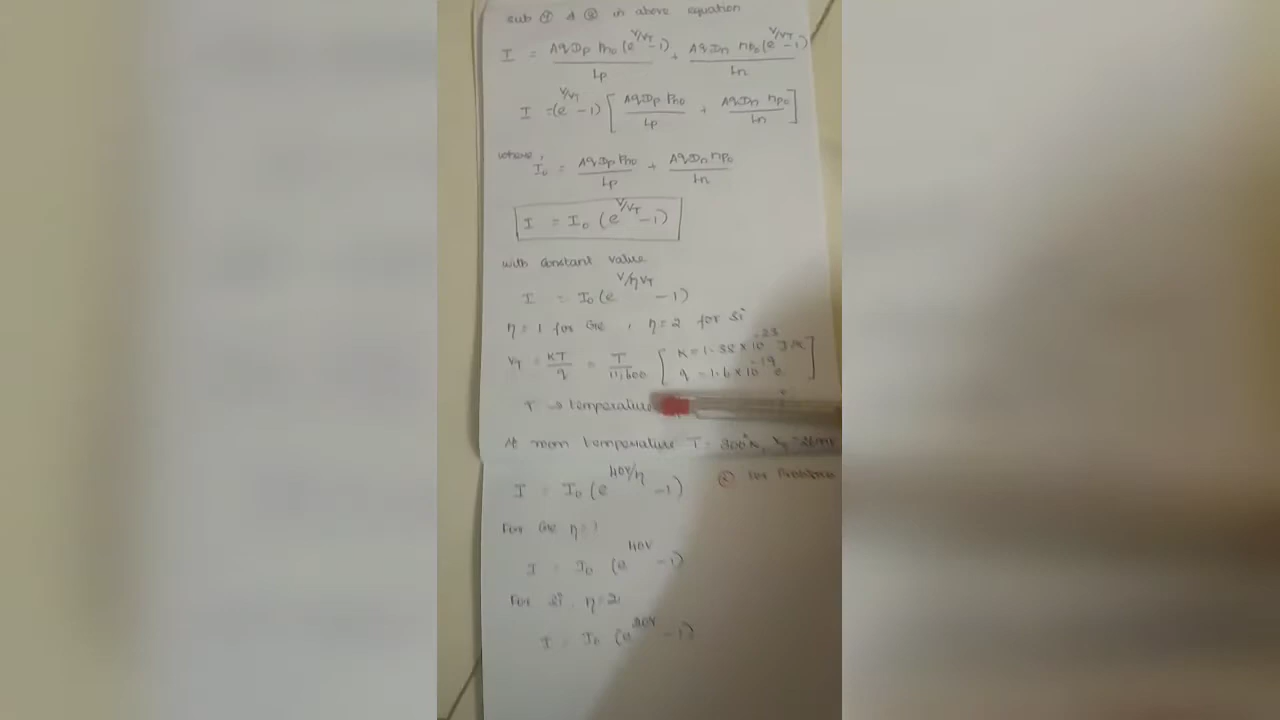 sub ① & ② in above equation
I = AqDp Pno (e^V/VT - 1) / Lp + AqDn npo (e^V/VT - 1) / Ln
I = (e^V/VT - 1) [ AqDp Pno / Lp + AqDn npo / Ln ]
where, I₀ = AqDp Pno / Lp + AqDn npo / Ln
I = I₀ (e^V/VT - 1)
with constant value
I = I₀ (e^V/ηVT - 1)
η = 1 for Ge, η = 2 for Si
VT = KT / q = T / 11,600 [ K = 1.38 × 10^-23 J/K
q = 1.6 × 10^-19 c ]
T → temperature
At room temperature T = 300°K, VT = 26mv
I = I₀ (e^40V/η - 1) for Problem
For Ge η = 1
I = I₀ (e^40V - 1)
For Si, η = 2
I = I₀ (e^20V - 1)